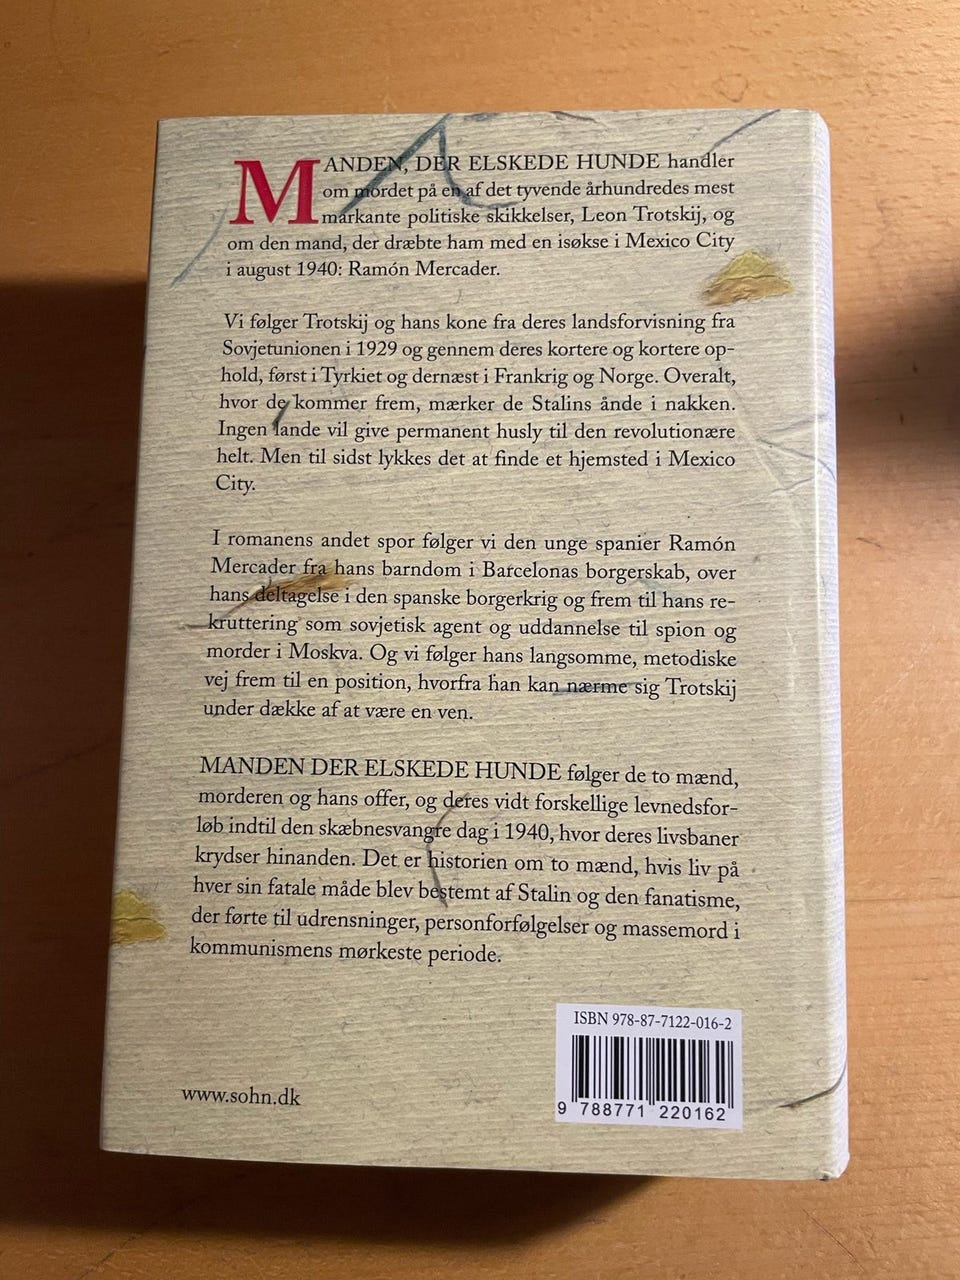 MANDEN, DER ELSKEDE HUNDE handler
om mordet på en af det tyvende århundredes mest
markante politiske skikkelser, Leon Trotskij, og
om den mand, der dræbte ham med en isøkse i Mexico City
i august 1940: Ramón Mercader.
Vi følger Trotskij og hans kone fra deres landsforvisning fra
Sovjetunionen i 1929 og gennem deres kortere og kortere op-
hold, først i Tyrkiet og dernæst i Frankrig og Norge. Overalt,
hvor de kommer frem, mærker de Stalins ånde i nakken.
Ingen lande vil give permanent husly til den revolutionære
helt. Men til sidst lykkes det at finde et hjemsted i Mexico
City.
I romanens andet spor følger vi den unge spanier Ramón
Mercader fra hans barndom i Barcelonas borgerskab, over
hans deltagelse i den spanske borgerkrig og frem til hans re-
kruttering som sovjetisk agent og uddannelse til spion og
morder i Moskva. Og vi følger hans langsomme, metodiske
vej frem til en position, hvorfra han kan nærme sig Trotskij
under dække af at være en ven.
MANDEN DER ELSKEDE HUNDE følger de to mænd,
morderen og hans offer, og deres vidt forskellige levnedsfor-
løb indtil den skæbnesvangre dag i 1940, hvor deres livsbaner
krydser hinanden. Det er historien om to mænd, hvis liv på
hver sin fatale måde blev bestemt af Stalin og den fanatisme,
der førte til udrensninger, personforfølgelser og massemord i
kommunismens mørkeste periode.
ISBN 978-87-7122-016-2
9 788771 220162
www.sohn.dk